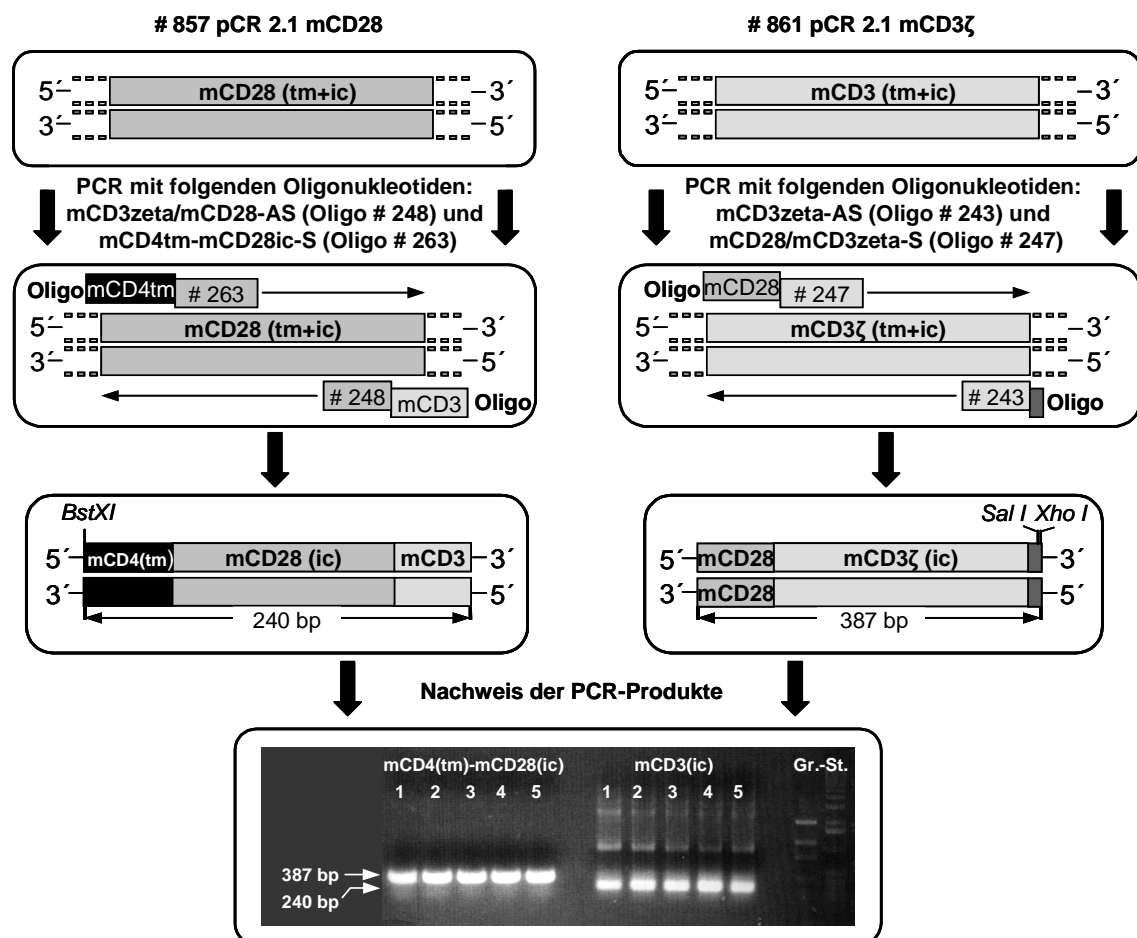 # 857 pCR 2.1 mCD28
# 861 pCR 2.1 mCD3ζ
5´ mCD28 (tm+ic) 3´
3´ 5´
5´ mCD3 (tm+ic) 3´
3´ 5´
PCR mit folgenden Oligonukleotiden:
mCD3zeta/mCD28-AS (Oligo # 248) und
mCD4tm-mCD28ic-S (Oligo # 263)
PCR mit folgenden Oligonukleotiden:
mCD3zeta-AS (Oligo # 243) und
mCD28/mCD3zeta-S (Oligo # 247)
Oligo mCD4tm # 263
5´ mCD28 (tm+ic) 3´
3´ 5´
# 248 mCD3 Oligo
Oligo mCD28 # 247
5´ mCD3ζ (tm+ic) 3´
3´ 5´
# 243 Oligo
BstXI
5´ mCD4(tm) mCD28 (ic) mCD3 3´
3´ 5´
240 bp
Sal I Xho I
5´ mCD28 mCD3ζ (ic) 3´
3´ mCD28 5´
387 bp
Nachweis der PCR-Produkte
mCD4(tm)-mCD28(ic) mCD3(ic) Gr.-St.
1 2 3 4 5 1 2 3 4 5
387 bp
240 bp